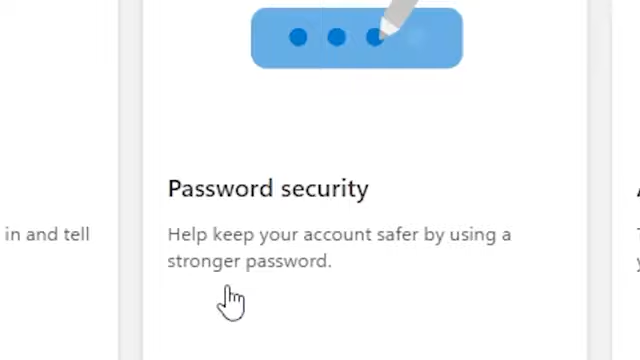 Password security
in and tell
Help keep your account safer by using a
stronger password.